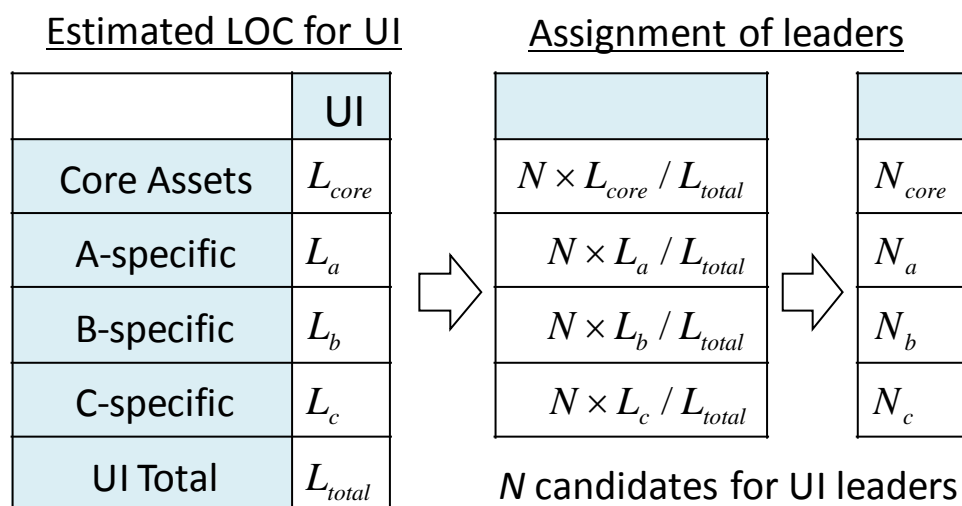 Estimated LOC for UI
Assignment of leaders
UI
Core Assets L_core N × L_core / L_total N_core
A-specific L_a N × L_a / L_total N_a
B-specific L_b N × L_b / L_total N_b
C-specific L_c N × L_c / L_total N_c
UI Total L_total
N candidates for UI leaders